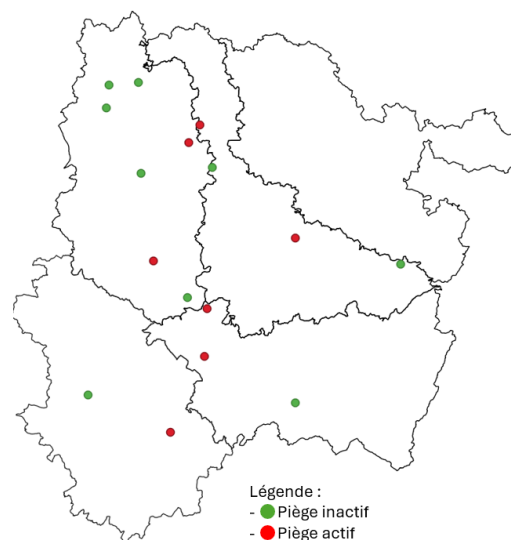 Légende :
- Piège inactif
- Piège actif